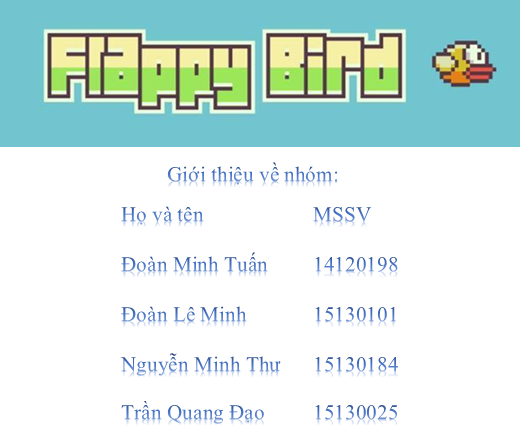 Flappy Bird
Giới thiệu về nhóm:
Họ và tên MSSV
Đoàn Minh Tuấn 14120198
Đoàn Lê Minh 15130101
Nguyễn Minh Thư 15130184
Trần Quang Đạo 15130025